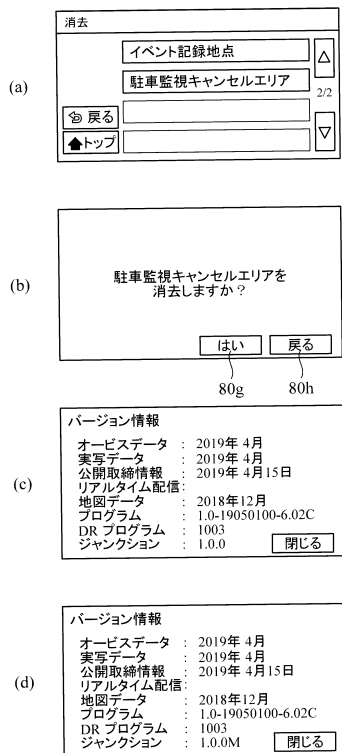 消去
イベント記録地点
駐車監視キャンセルエリア
2/2
戻る
トップ
(a)
駐車監視キャンセルエリアを
消去しますか？
はい 戻る
80g 80h
(b)
バージョン情報
オービスデータ : 2019年 4月
実写データ : 2019年 4月
公開取締情報 : 2019年 4月15日
リアルタイム配信:
地図データ : 2018年12月
プログラム : 1.0-19050100-6.02C
DR プログラム : 1003
ジャンクション : 1.0.0 閉じる
(c)
バージョン情報
オービスデータ : 2019年 4月
実写データ : 2019年 4月
公開取締情報 : 2019年 4月15日
リアルタイム配信:
地図データ : 2018年12月
プログラム : 1.0-19050100-6.02C
DR プログラム : 1003
ジャンクション : 1.0.0M 閉じる
(d)